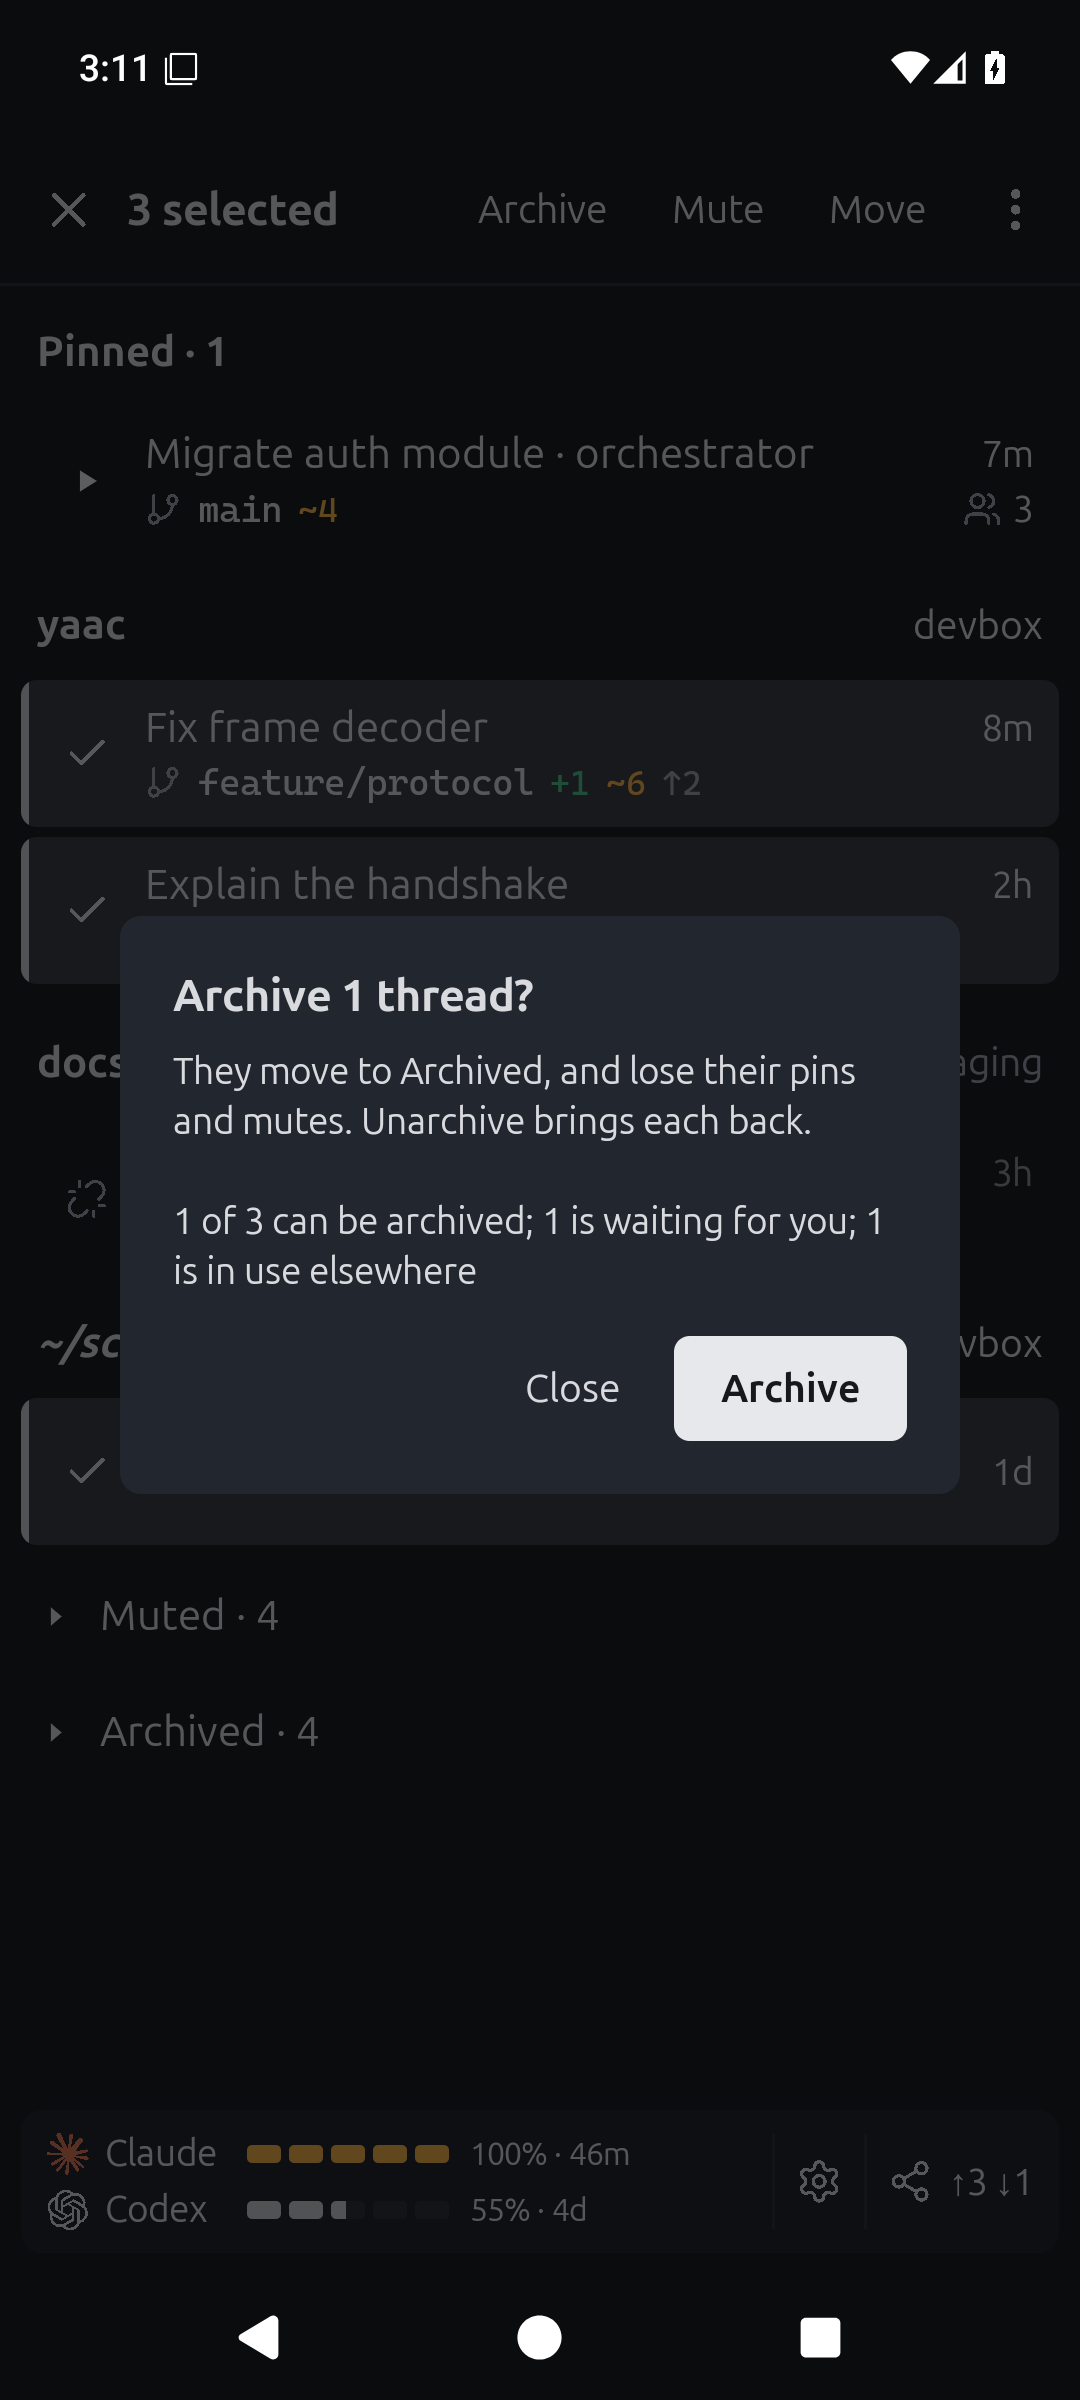 3:11
3 selected Archive Mute Move
Pinned · 1
Migrate auth module · orchestrator 7m
main ~4 3
yaac devbox
Fix frame decoder 8m
feature/protocol +1 ~6 ↑2
Explain the handshake 2h
Archive 1 thread?
docs aging
They move to Archived, and lose their pins
and mutes. Unarchive brings each back.
3h
1 of 3 can be archived; 1 is waiting for you; 1
is in use elsewhere
~/sc vbox
Close Archive
1d
Muted · 4
Archived · 4
Claude 100% · 46m
Codex 55% · 4d
↑3 ↓1